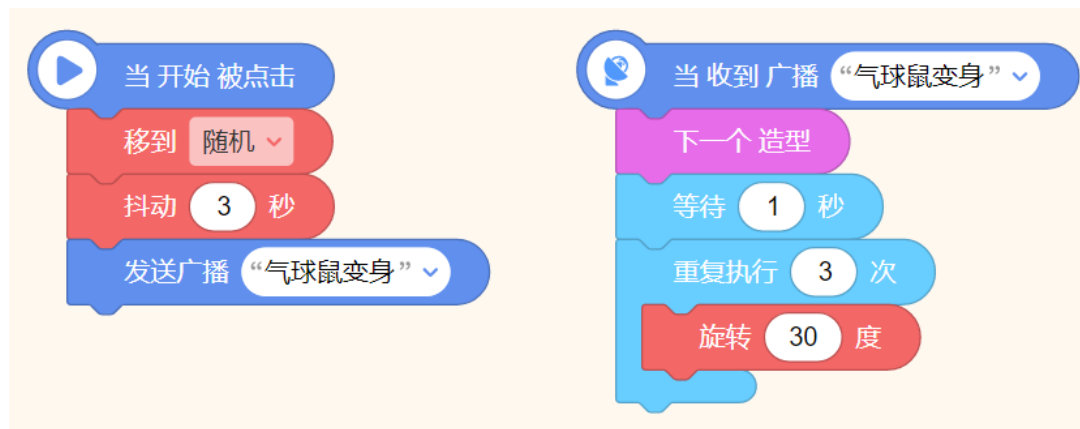 当 开始 被点击
移到 随机
抖动 3 秒
发送广播 “气球鼠变身”
当 收到 广播 “气球鼠变身”
下一个 造型
等待 1 秒
重复执行 3 次
旋转 30 度